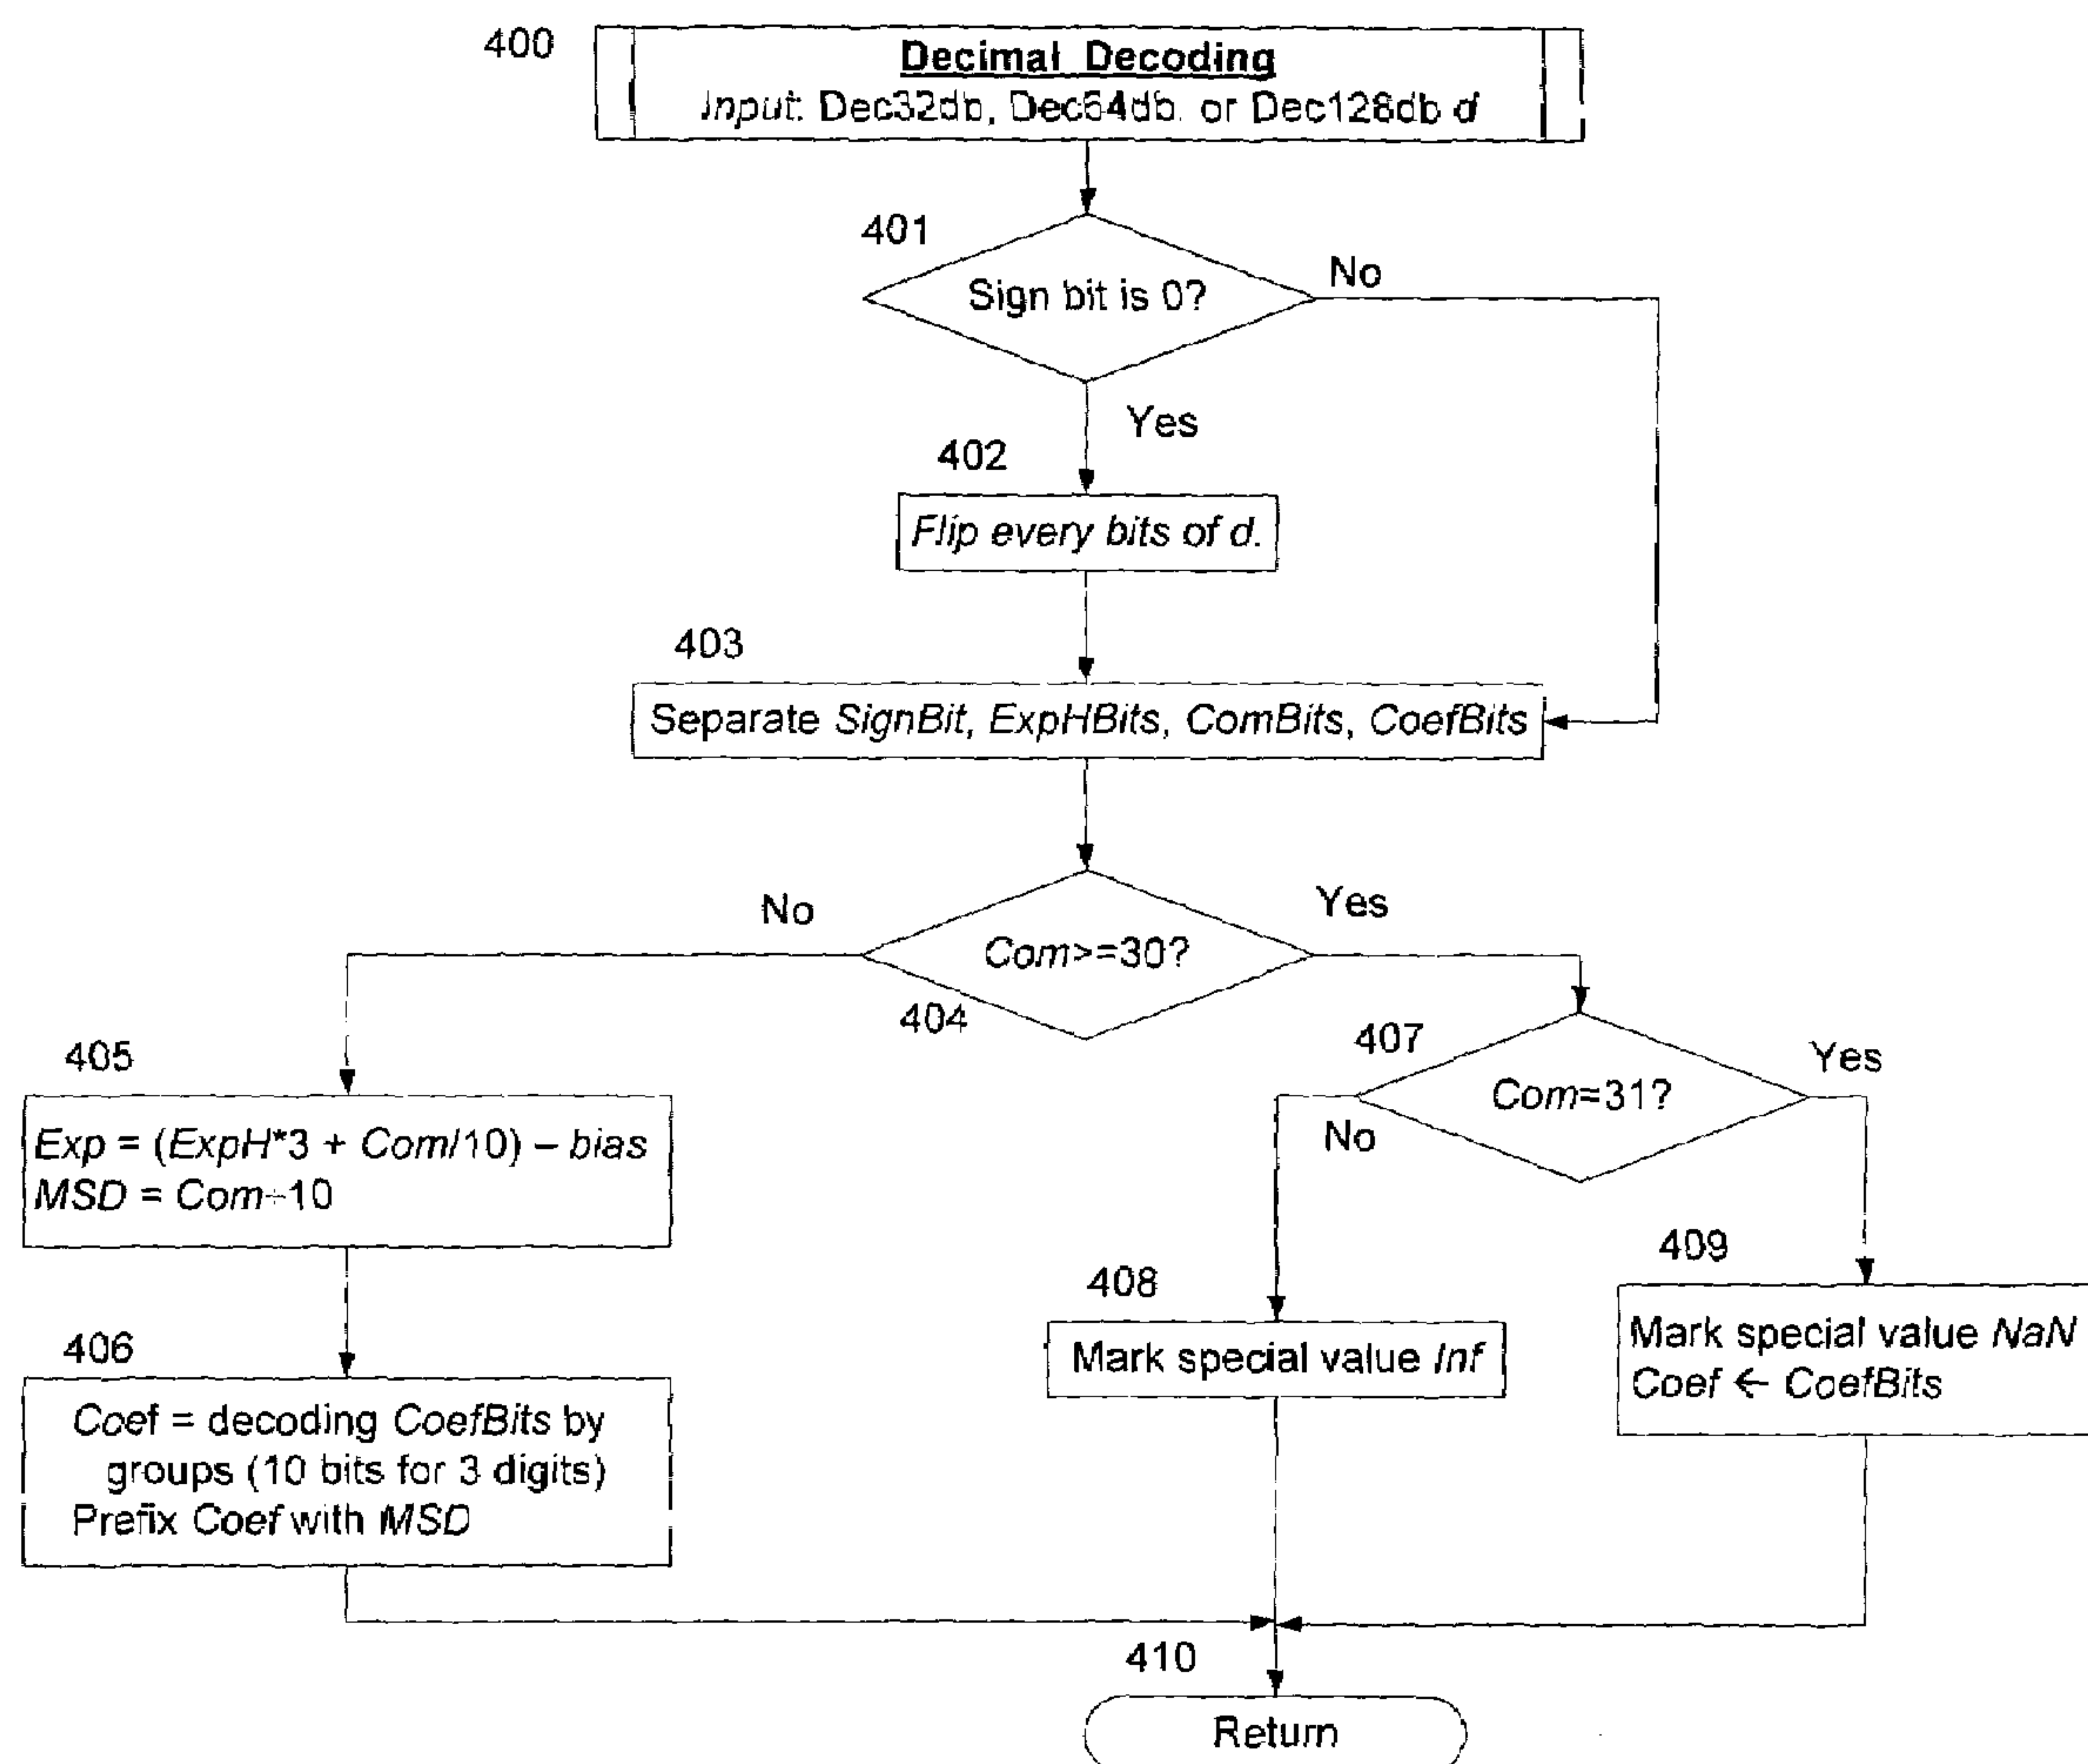 400
Decimal Decoding
Input: Dec32db, Dec64db, or Dec128db d
401
Sign bit is 0?
No
Yes
402
Flip every bits of d.
403
Separate SignBit, ExpHBits, ComBits, CoefBits
No
Yes
Com>=30?
404
405
407
Yes
Com=31?
No
Exp = (ExpH*3 + Com/10) – bias
MSD = Com÷10
408
409
Mark special value Inf
Mark special value NaN
Coef ← CoefBits
406
Coef = decoding CoefBits by
groups (10 bits for 3 digits)
Prefix Coef with MSD
410
Return